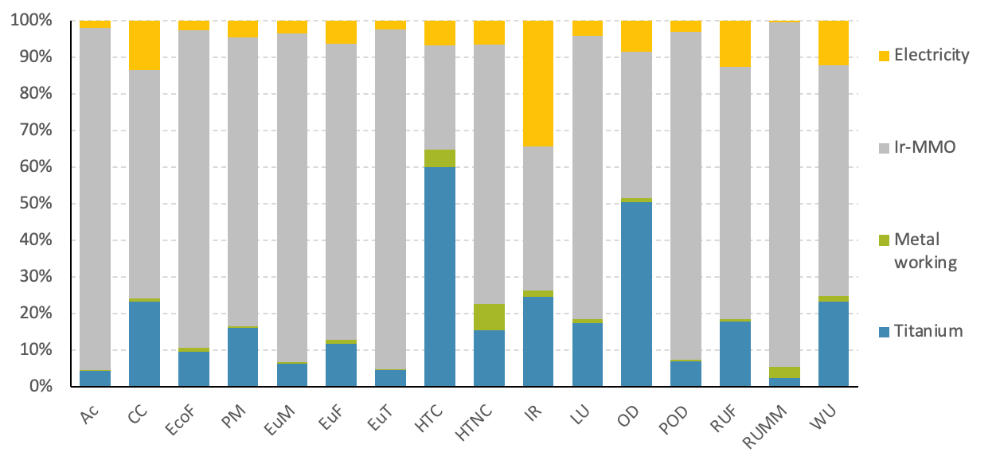 100%
90%
80%
70%
60%
50%
40%
30%
20%
10%
0%
Ac
CC
EcoF
PM
EuM
EuF
EuT
HTC
HTNC
IR
LU
OD
POD
RUF
RUMM
WU
Electricity
Ir-MMO
Metal
working
Titanium